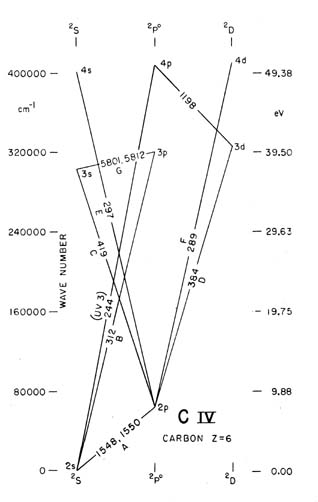 ²S ²P° ²D
4s 4p 4d
400000 49.38
cm⁻¹ eV
1198
5801, 5812
G
3s 3p 3d
320000 39.50
297
E
419
C
289
F
384
D
240000 29.63
WAVE NUMBER
(UV 3)
244
312
B
160000 19.75
80000 9.88
2p
C IV
CARBON Z=6
1548, 1550
A
2s
0 0.00
²S ²P° ²D